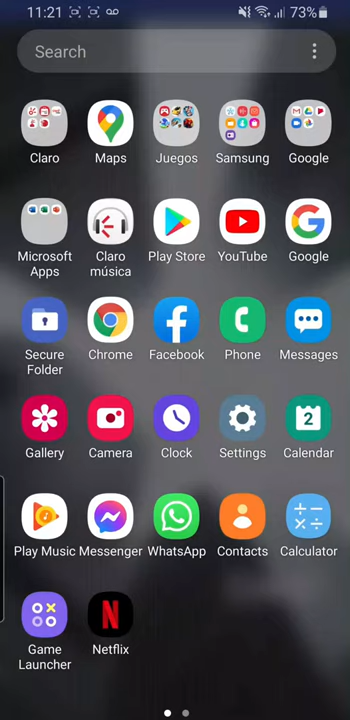 11:21 73%
Search
Claro Maps Juegos Samsung Google
Microsoft Apps Claro música Play Store YouTube Google
Secure Folder Chrome Facebook Phone Messages
2
Gallery Camera Clock Settings Calendar
Play Music Messenger WhatsApp Contacts Calculator
N
Game Launcher Netflix